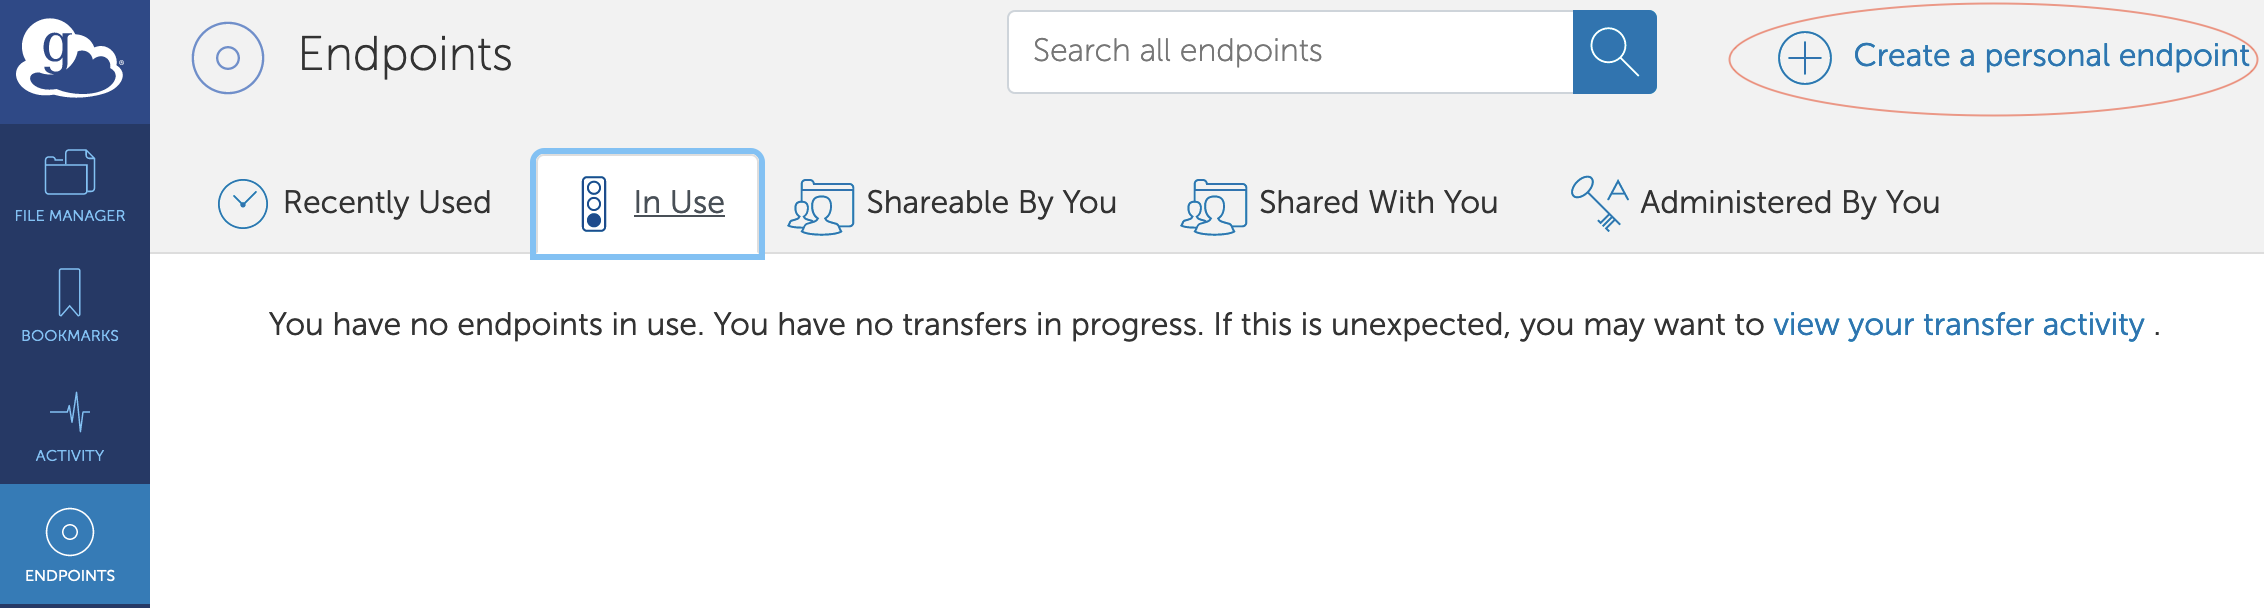 g
Endpoints
Search all endpoints
Create a personal endpoint
FILE MANAGER
BOOKMARKS
ACTIVITY
ENDPOINTS
Recently Used
In Use
Shareable By You
Shared With You
A Administered By You
You have no endpoints in use. You have no transfers in progress. If this is unexpected, you may want to view your transfer activity .